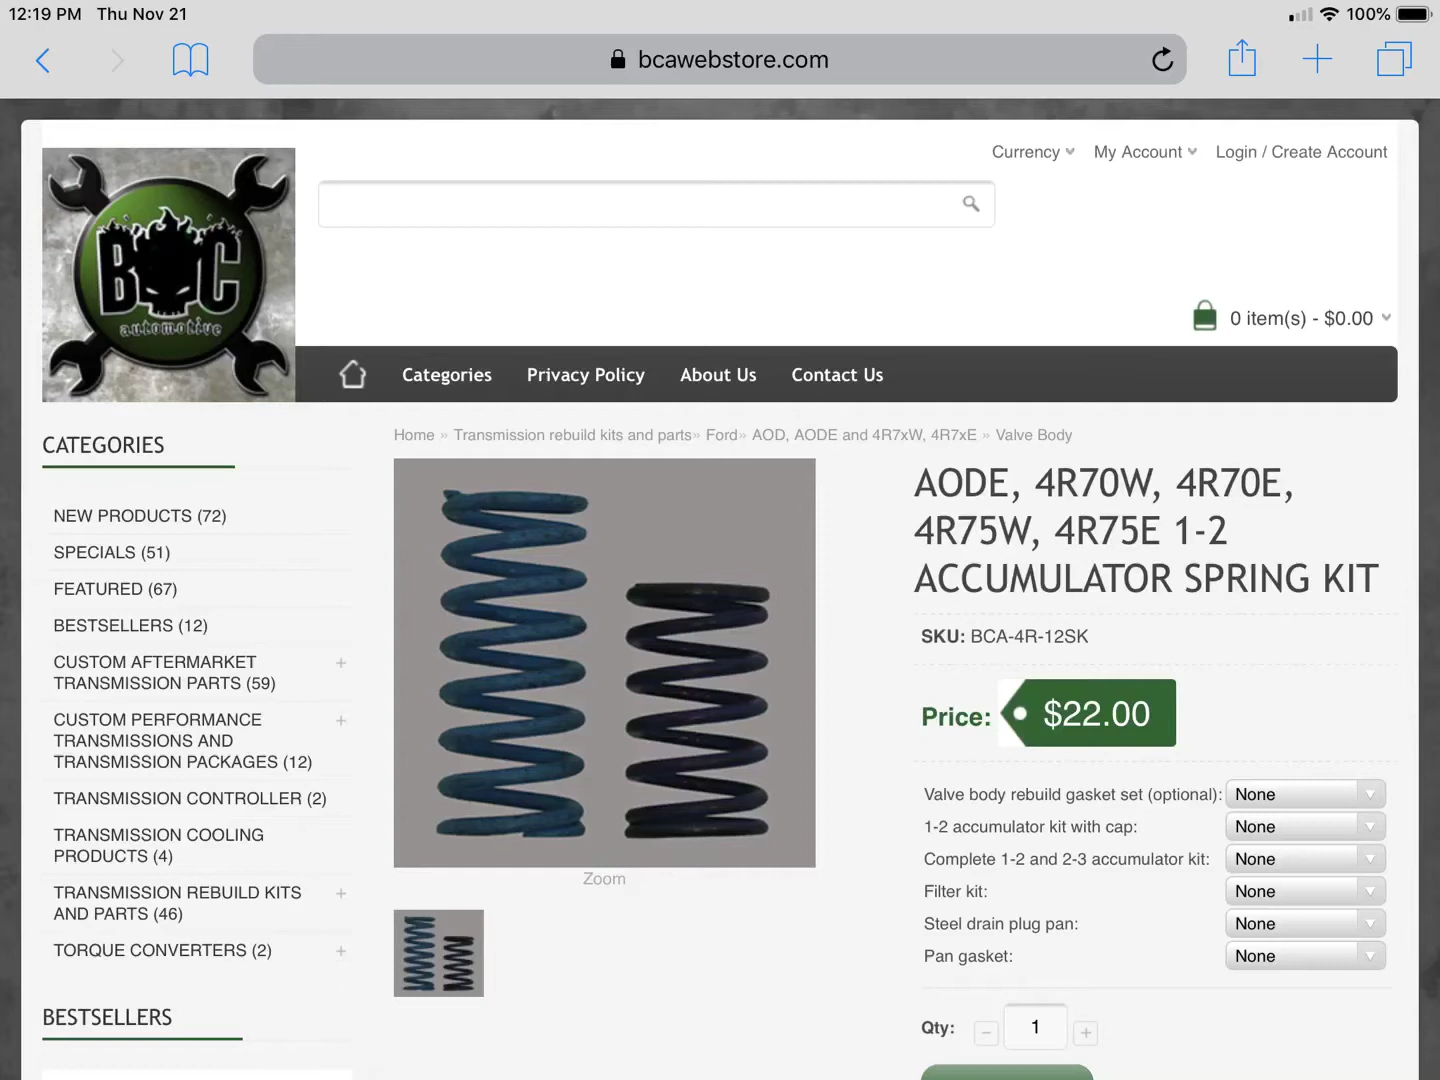 12:19 PM Thu Nov 21
100%
bcawebstore.com
Currency
My Account
Login / Create Account
BC
automotive
0 item(s) - $0.00
Categories
Privacy Policy
About Us
Contact Us
CATEGORIES
NEW PRODUCTS (72)
SPECIALS (51)
FEATURED (67)
BESTSELLERS (12)
CUSTOM AFTERMARKET
TRANSMISSION PARTS (59)
CUSTOM PERFORMANCE
TRANSMISSIONS AND
TRANSMISSION PACKAGES (12)
TRANSMISSION CONTROLLER (2)
TRANSMISSION COOLING
PRODUCTS (4)
TRANSMISSION REBUILD KITS
AND PARTS (46)
TORQUE CONVERTERS (2)
BESTSELLERS
Home » Transmission rebuild kits and parts» Ford» AOD, AODE and 4R7xW, 4R7xE » Valve Body
Zoom
AODE, 4R70W, 4R70E,
4R75W, 4R75E 1-2
ACCUMULATOR SPRING KIT
SKU: BCA-4R-12SK
Price: $22.00
Valve body rebuild gasket set (optional): None
1-2 accumulator kit with cap: None
Complete 1-2 and 2-3 accumulator kit: None
Filter kit: None
Steel drain plug pan: None
Pan gasket: None
Qty: - 1 +